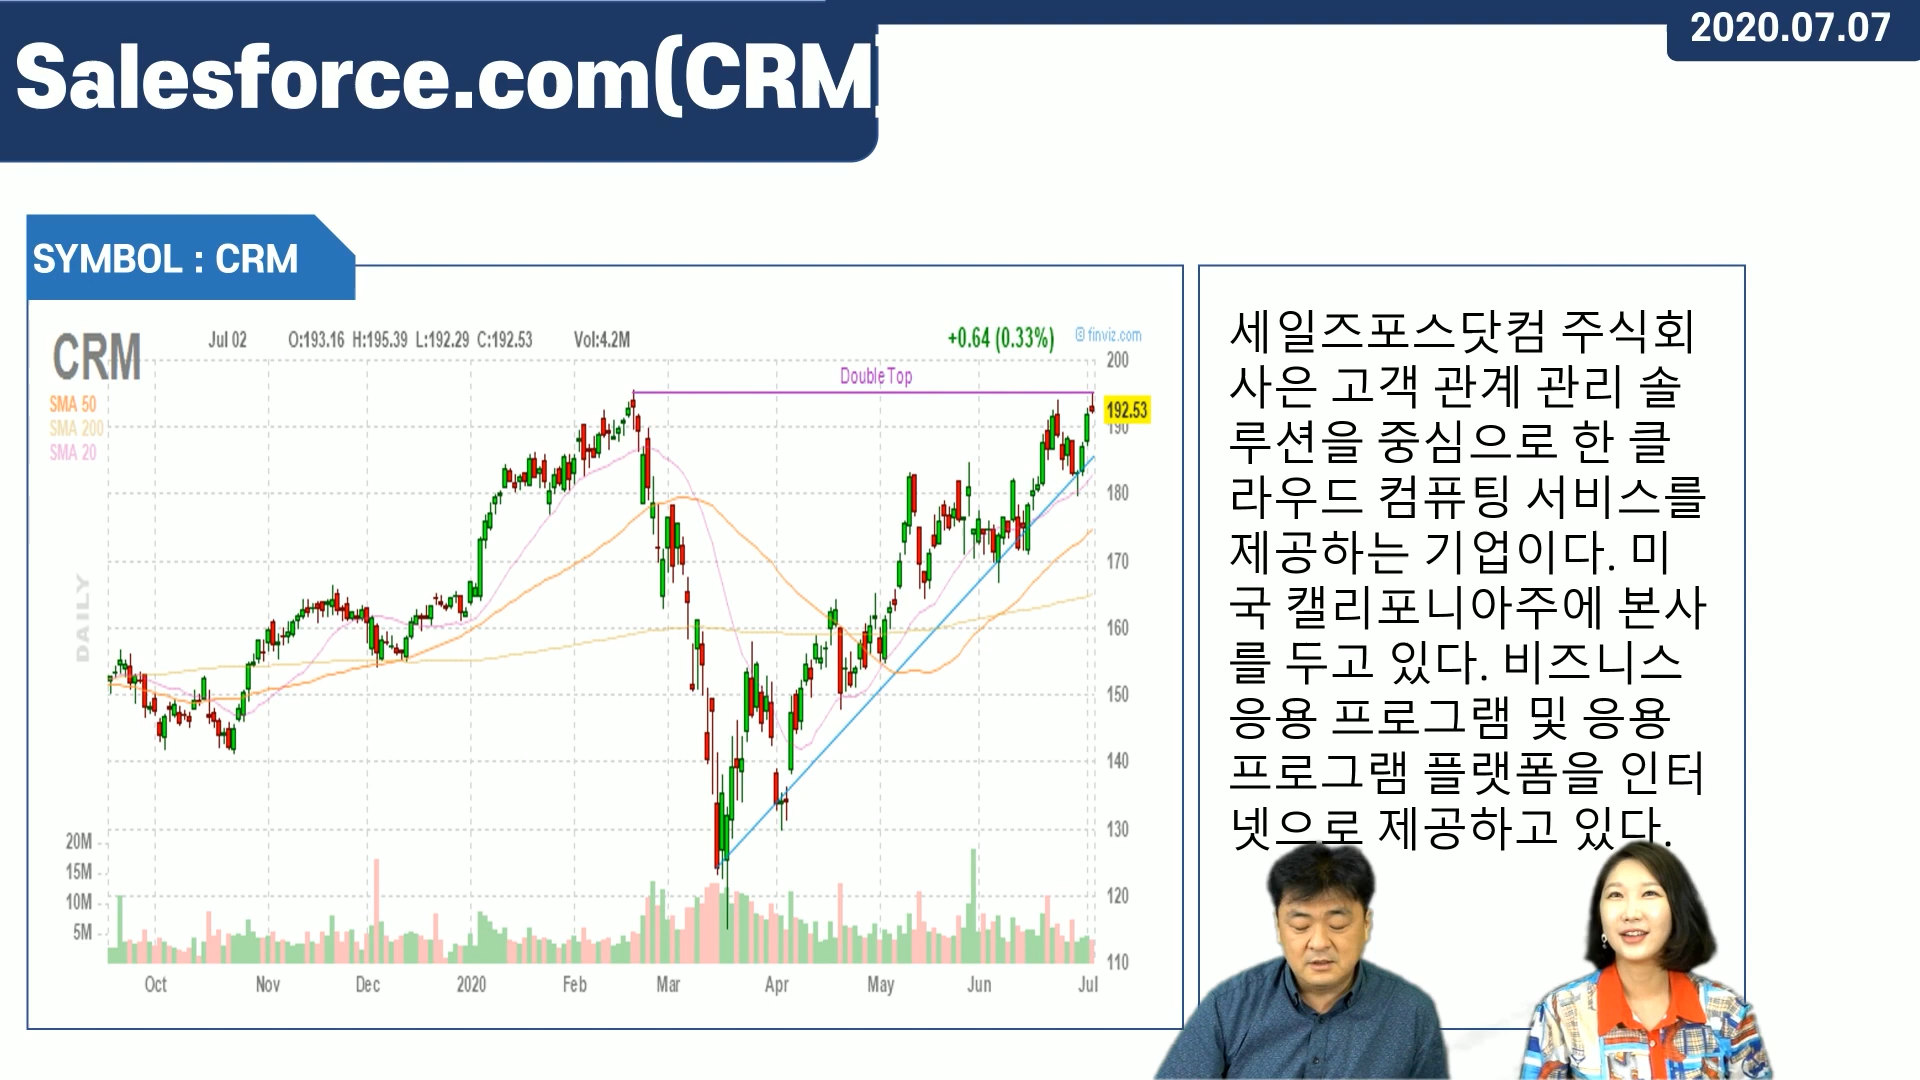 Salesforce.com(CRM)
2020.07.07
SYMBOL : CRM
CRM
Jul 02 O:193.16 H:195.39 L:192.29 C:192.53 Vol:4.2M +0.64 (0.33%) © finviz.com
SMA 50
SMA 200
SMA 20
Double Top
200
192.53
190
180
170
160
150
140
130
120
110
DAILY
20M
15M
10M
5M
Oct Nov Dec 2020 Feb Mar Apr May Jun Jul
세일즈포스닷컴 주식회
사은 고객 관계 관리 솔
루션을 중심으로 한 클
라우드 컴퓨팅 서비스를
제공하는 기업이다. 미
국 캘리포니아주에 본사
를 두고 있다. 비즈니스
응용 프로그램 및 응용
프로그램 플랫폼을 인터
넷으로 제공하고 있다.